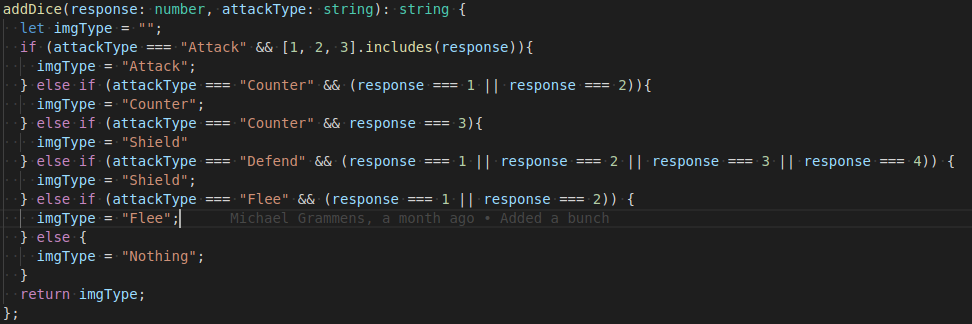 addDice(response: number, attackType: string): string {
  let imgType = "";
  if (attackType === "Attack" && [1, 2, 3].includes(response)){
    imgType = "Attack";
  } else if (attackType === "Counter" && (response === 1 || response === 2)){
    imgType = "Counter";
  } else if (attackType === "Counter" && response === 3){
    imgType = "Shield"
  } else if (attackType === "Defend" && (response === 1 || response === 2 || response === 3 || response === 4)) {
    imgType = "Shield";
  } else if (attackType === "Flee" && (response === 1 || response === 2)) {
    imgType = "Flee"; Michael Grammens, a month ago • Added a bunch
  } else {
    imgType = "Nothing";
  }
  return imgType;
};